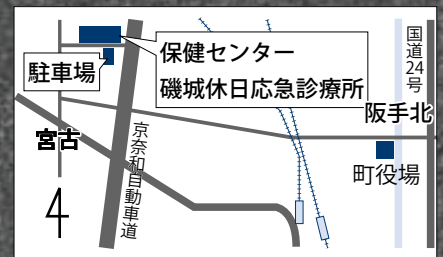 保健センター
磯城休日応急診療所
駐車場
国道24号
阪手北
宮古
京奈和自動車道
町役場